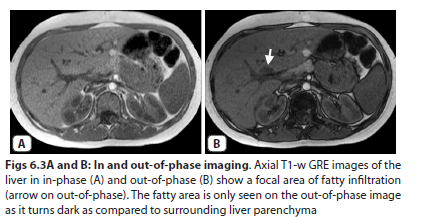 A
B
Figs 6.3A and B: In and out-of-phase imaging. Axial T1-w GRE images of the
liver in in-phase (A) and out-of-phase (B) show a focal area of fatty infiltration
(arrow on out-of-phase). The fatty area is only seen on the out-of-phase image
as it turns dark as compared to surrounding liver parenchyma